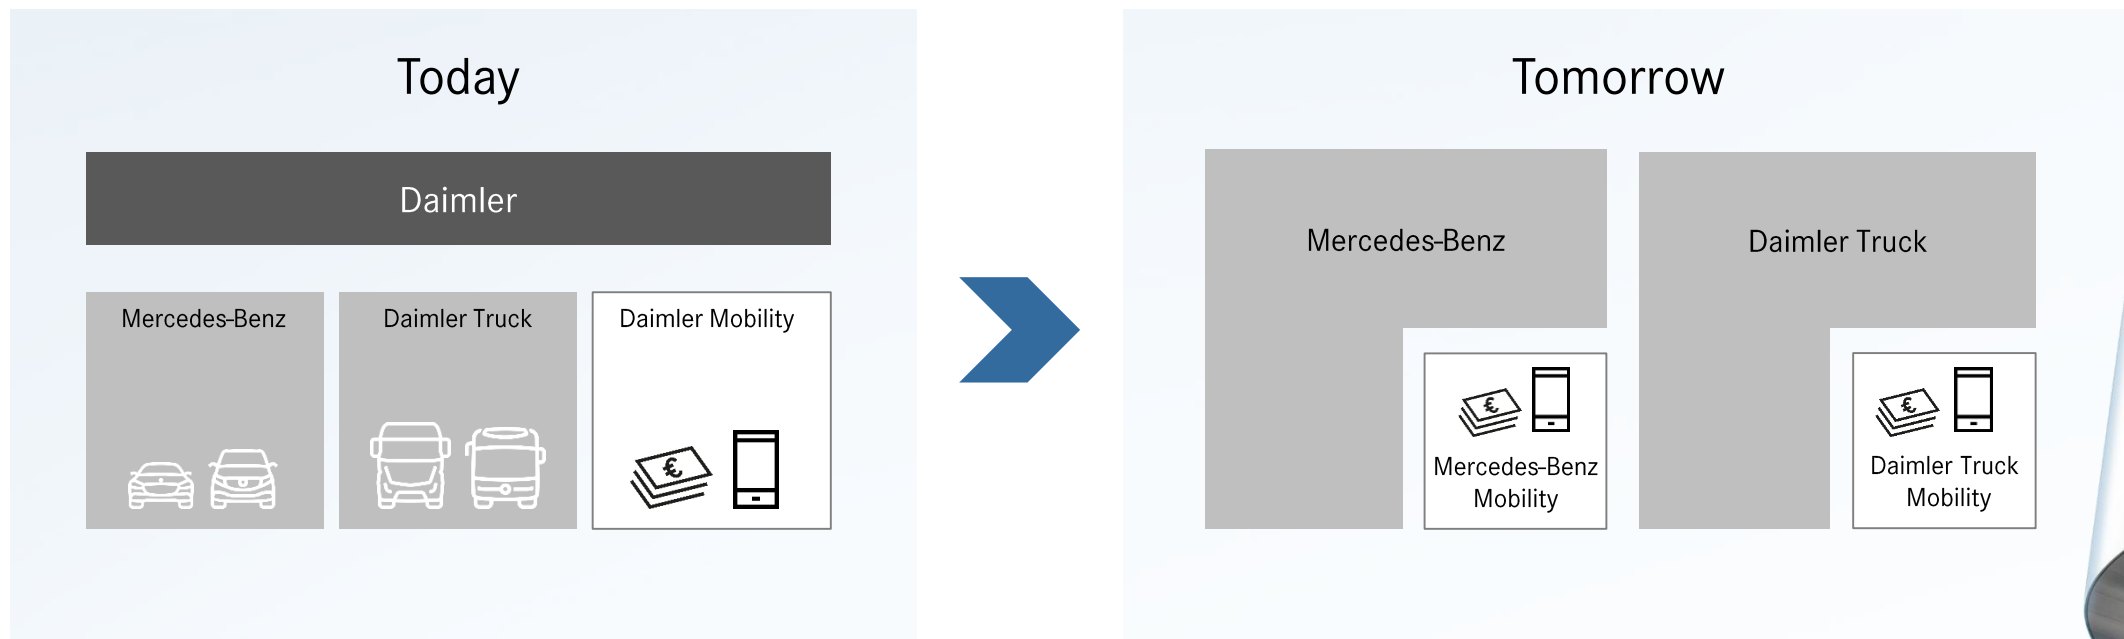 Today
Daimler
Mercedes-Benz
Daimler Truck
Daimler Mobility
€
Tomorrow
Mercedes-Benz
Daimler Truck
€
Mercedes-Benz
Mobility
€
Daimler Truck
Mobility